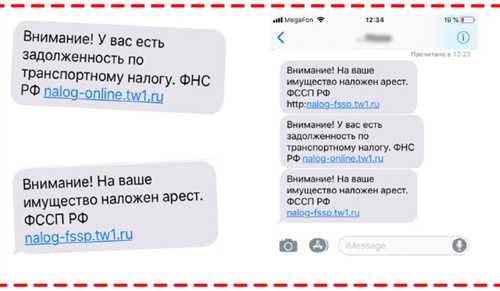 Внимание! У вас есть
задолженность по
транспортному налогу. ФНС
РФ nalog-online.tw1.ru
Внимание! На ваше
имущество наложен арест.
ФССП РФ
nalog-fssp.tw1.ru
MegaFon 12:34 19 %
Прочитано в 12:23
Внимание! На ваше
имущество наложен арест.
ФССП РФ
http:nalog-fssp.tw1.ru
Внимание! У вас есть
задолженность по
транспортному налогу. ФНС
РФ nalog-online.tw1.ru
Внимание! На ваше
имущество наложен арест.
ФССП РФ
nalog-fssp.tw1.ru
iMessage